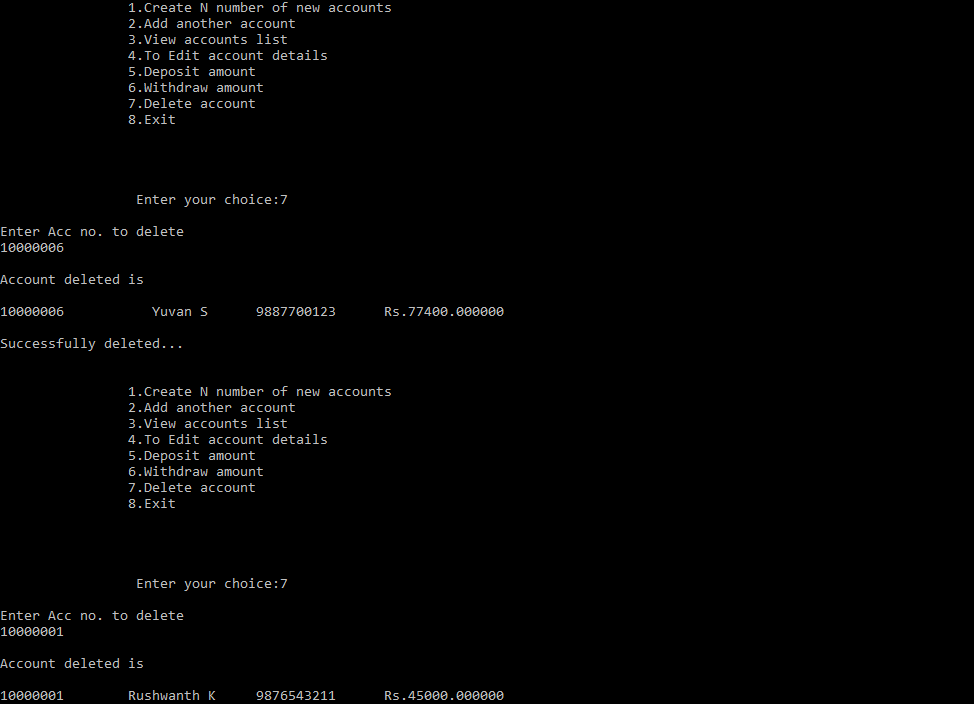 1.Create N number of new accounts
2.Add another account
3.View accounts list
4.To Edit account details
5.Deposit amount
6.Withdraw amount
7.Delete account
8.Exit
Enter your choice:7
Enter Acc no. to delete
10000006
Account deleted is
10000006 Yuvan S 9887700123 Rs.77400.000000
Successfully deleted...
1.Create N number of new accounts
2.Add another account
3.View accounts list
4.To Edit account details
5.Deposit amount
6.Withdraw amount
7.Delete account
8.Exit
Enter your choice:7
Enter Acc no. to delete
10000001
Account deleted is
10000001 Rushwanth K 9876543211 Rs.45000.000000